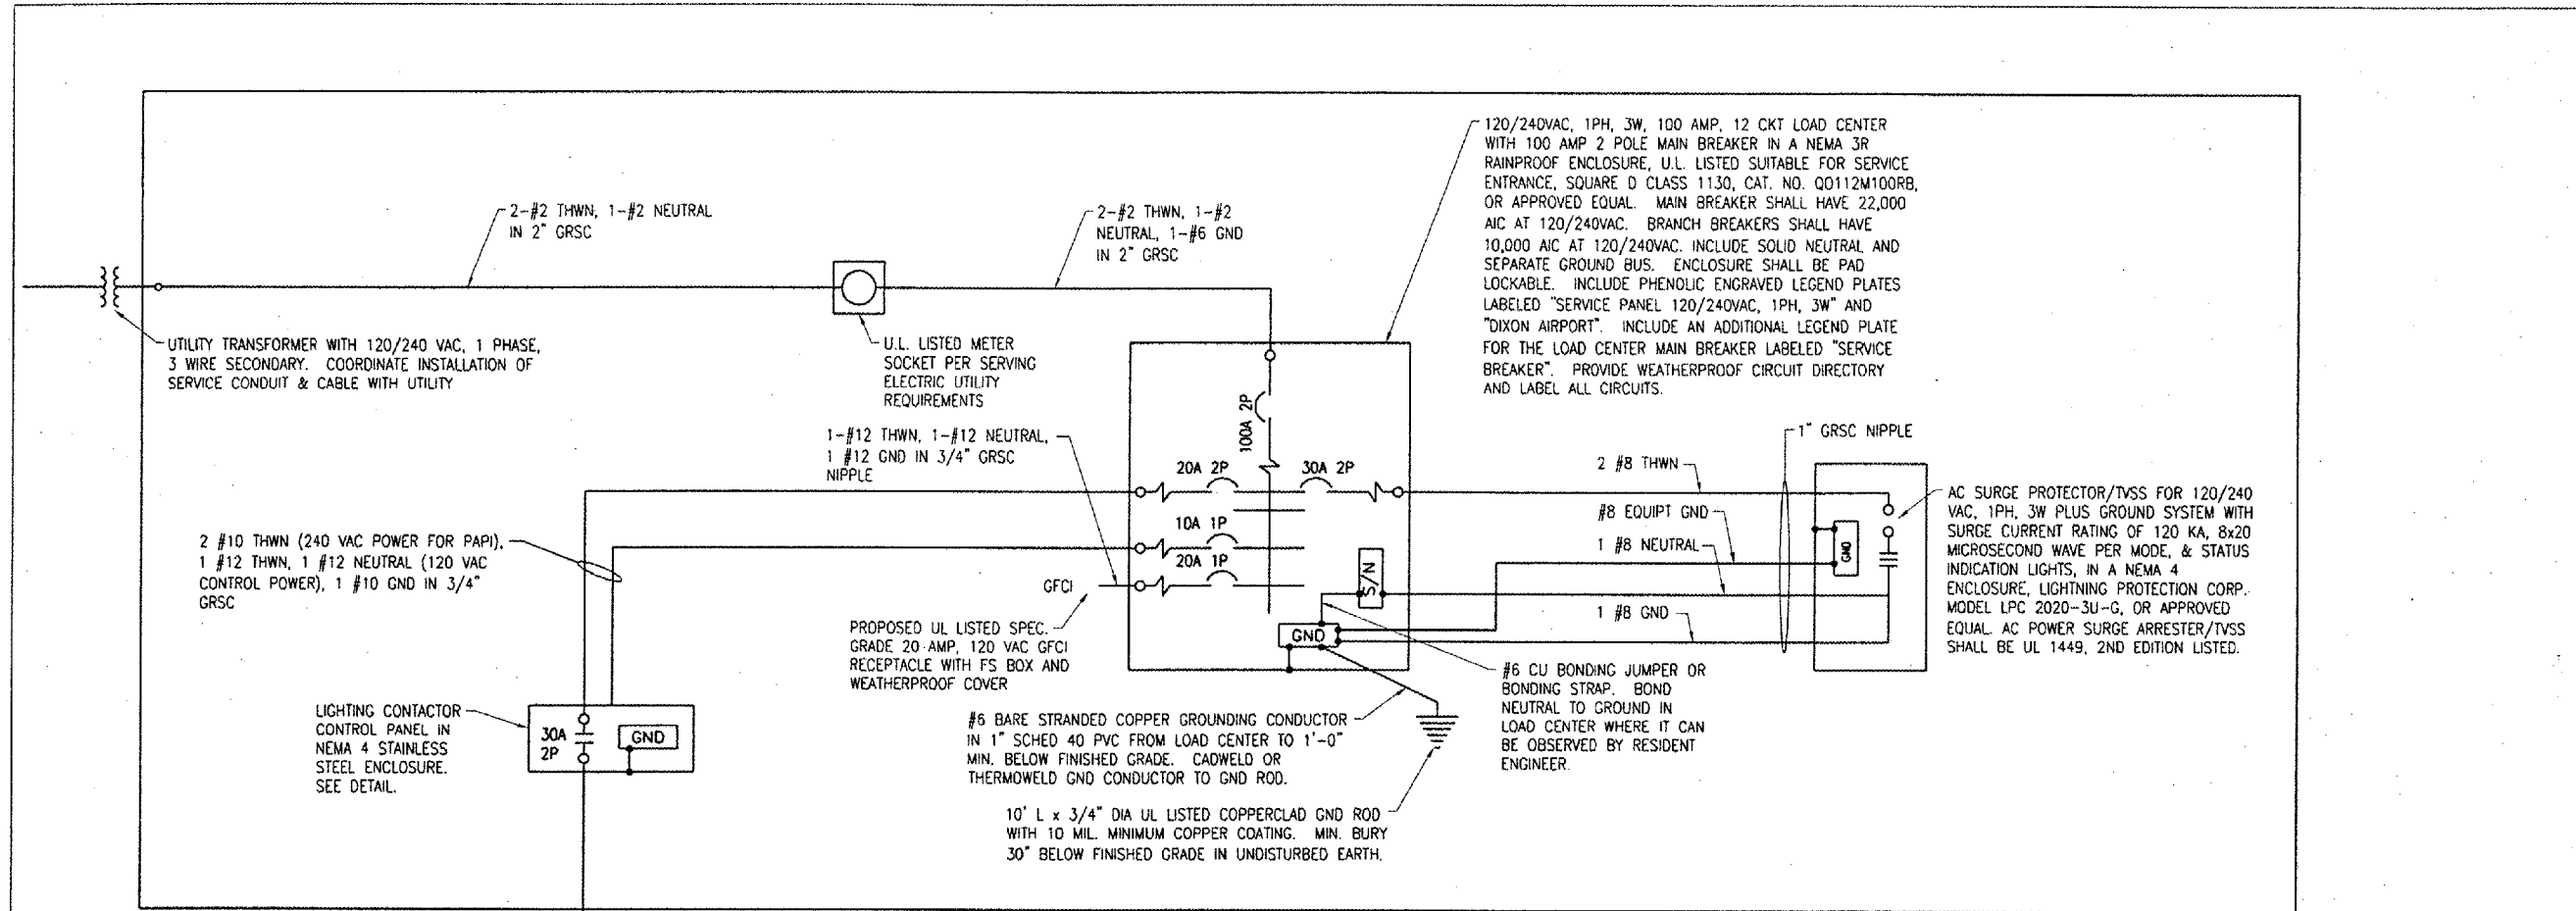 120/240VAC, 1PH, 3W, 100 AMP, 12 CKT LOAD CENTER
WITH 100 AMP 2 POLE MAIN BREAKER IN A NEMA 3R
RAINPROOF ENCLOSURE, U.L. LISTED SUITABLE FOR SERVICE
ENTRANCE, SQUARE D CLASS 1130, CAT. NO. QO112M100RB,
OR APPROVED EQUAL. MAIN BREAKER SHALL HAVE 22,000
AIC AT 120/240VAC. BRANCH BREAKERS SHALL HAVE
10,000 AIC AT 120/240VAC. INCLUDE SOLID NEUTRAL AND
SEPARATE GROUND BUS. ENCLOSURE SHALL BE PAD
LOCKABLE. INCLUDE PHENOLIC ENGRAVED LEGEND PLATES
LABELED "SERVICE PANEL 120/240VAC, 1PH, 3W" AND
"DIXON AIRPORT". INCLUDE AN ADDITIONAL LEGEND PLATE
FOR THE LOAD CENTER MAIN BREAKER LABELED "SERVICE
BREAKER". PROVIDE WEATHERPROOF CIRCUIT DIRECTORY
AND LABEL ALL CIRCUITS.
2-#2 THWN, 1-#2 NEUTRAL
IN 2" GRSC
2-#2 THWN, 1-#2
NEUTRAL, 1-#6 GND
IN 2" GRSC
UTILITY TRANSFORMER WITH 120/240 VAC, 1 PHASE,
3 WIRE SECONDARY. COORDINATE INSTALLATION OF
SERVICE CONDUIT & CABLE WITH UTILITY
U.L. LISTED METER
SOCKET PER SERVING
ELECTRIC UTILITY
REQUIREMENTS
100A 2P
1-#12 THWN, 1-#12 NEUTRAL,
1 #12 GND IN 3/4" GRSC
NIPPLE
20A 2P
30A 2P
10A 1P
20A 1P
S/N
GND
GFCI
1" GRSC NIPPLE
2 #8 THWN
#8 EQUIPT GND
1 #8 NEUTRAL
1 #8 GND
GND
AC SURGE PROTECTOR/TVSS FOR 120/240
VAC, 1PH, 3W PLUS GROUND SYSTEM WITH
SURGE CURRENT RATING OF 120 KA, 8x20
MICROSECOND WAVE PER MODE, & STATUS
INDICATION LIGHTS, IN A NEMA 4
ENCLOSURE, LIGHTNING PROTECTION CORP.
MODEL LPC 2020-3U-G, OR APPROVED
EQUAL. AC POWER SURGE ARRESTER/TVSS
SHALL BE UL 1449, 2ND EDITION LISTED.
2 #10 THWN (240 VAC POWER FOR PAPI),
1 #12 THWN, 1 #12 NEUTRAL (120 VAC
CONTROL POWER), 1 #10 GND IN 3/4"
GRSC
PROPOSED UL LISTED SPEC.
GRADE 20 AMP, 120 VAC GFCI
RECEPTACLE WITH FS BOX AND
WEATHERPROOF COVER
LIGHTING CONTACTOR
CONTROL PANEL IN
NEMA 4 STAINLESS
STEEL ENCLOSURE.
SEE DETAIL.
30A
2P
GND
#6 BARE STRANDED COPPER GROUNDING CONDUCTOR
IN 1" SCHED 40 PVC FROM LOAD CENTER TO 1'-0"
MIN. BELOW FINISHED GRADE. CADWELD OR
THERMOWELD GND CONDUCTOR TO GND ROD.
#6 CU BONDING JUMPER OR
BONDING STRAP. BOND
NEUTRAL TO GROUND IN
LOAD CENTER WHERE IT CAN
BE OBSERVED BY RESIDENT
ENGINEER.
10' L x 3/4" DIA UL LISTED COPPERCLAD GND ROD
WITH 10 MIL. MINIMUM COPPER COATING. MIN. BURY
30" BELOW FINISHED GRADE IN UNDISTURBED EARTH.